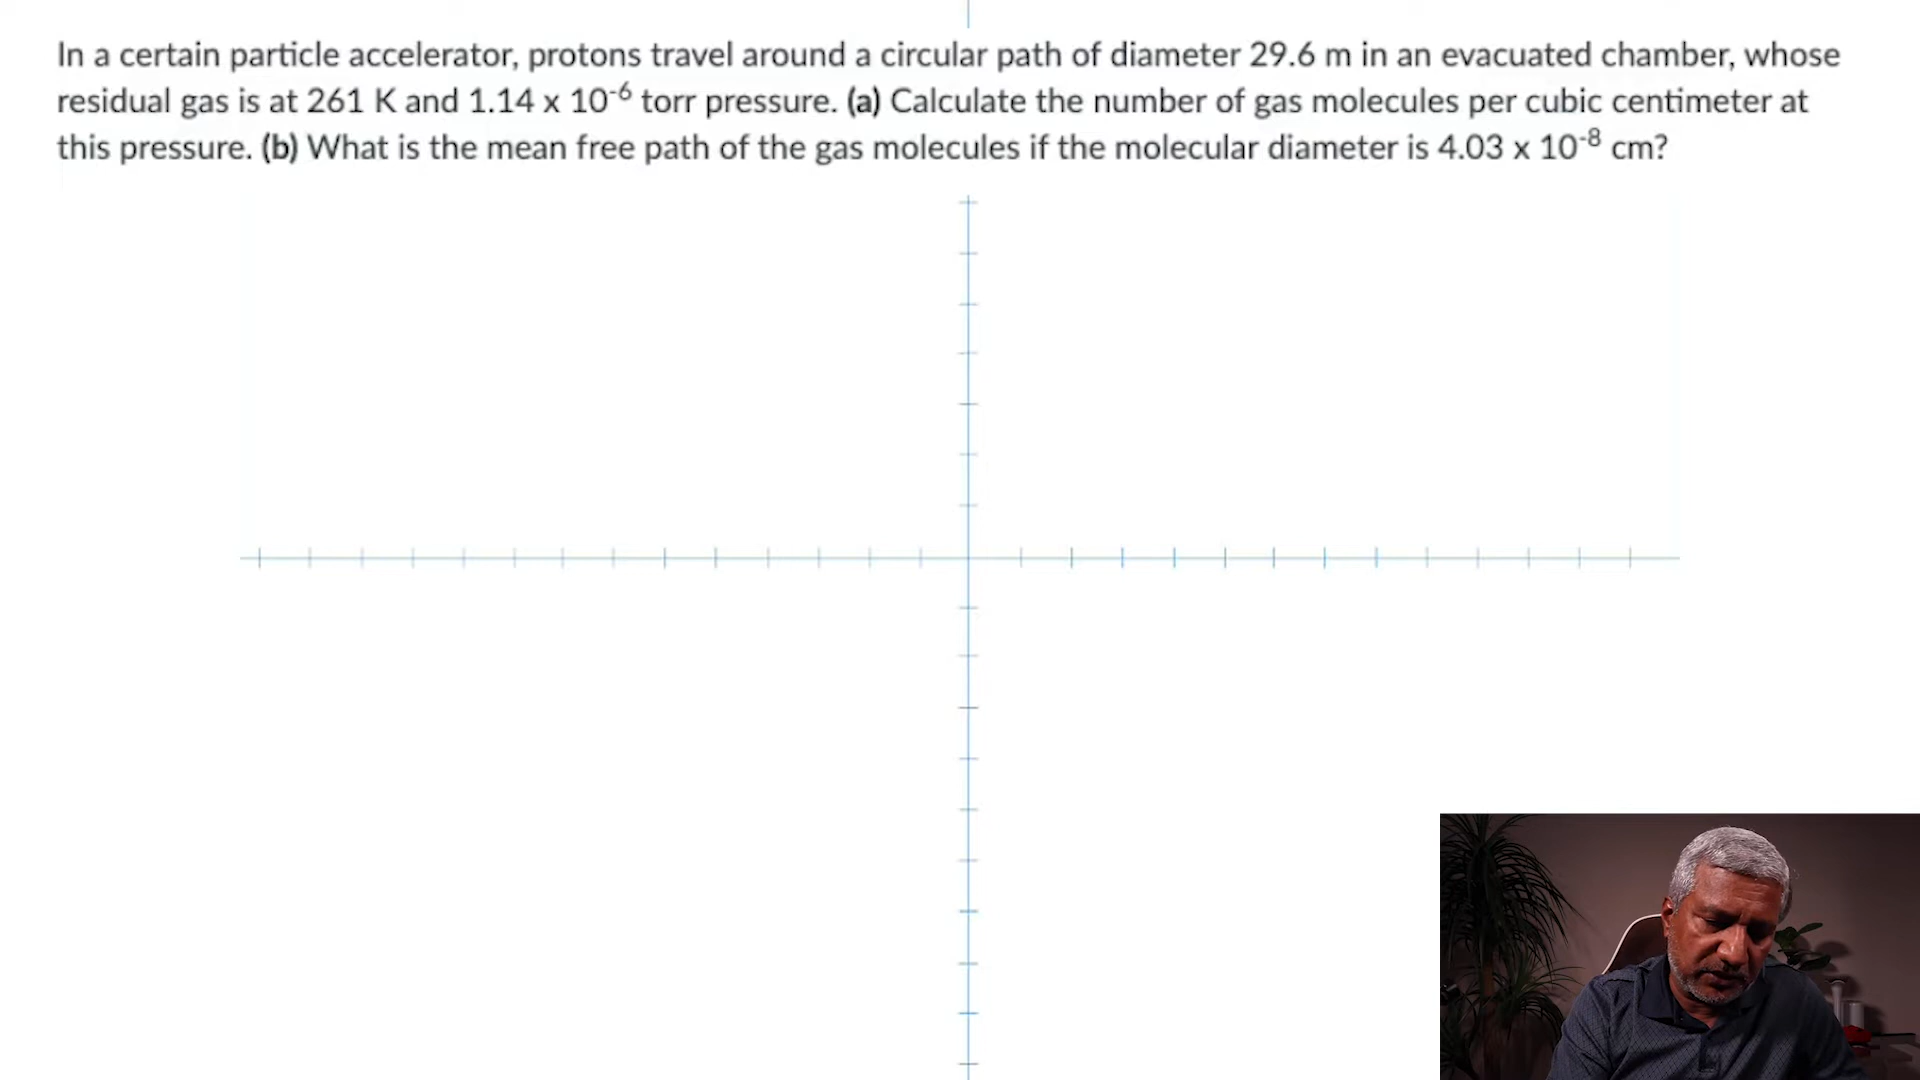 In a certain particle accelerator, protons travel around a circular path of diameter 29.6 m in an evacuated chamber, whose
residual gas is at 261 K and 1.14 x 10⁻⁶ torr pressure. (a) Calculate the number of gas molecules per cubic centimeter at
this pressure. (b) What is the mean free path of the gas molecules if the molecular diameter is 4.03 x 10⁻⁸ cm?